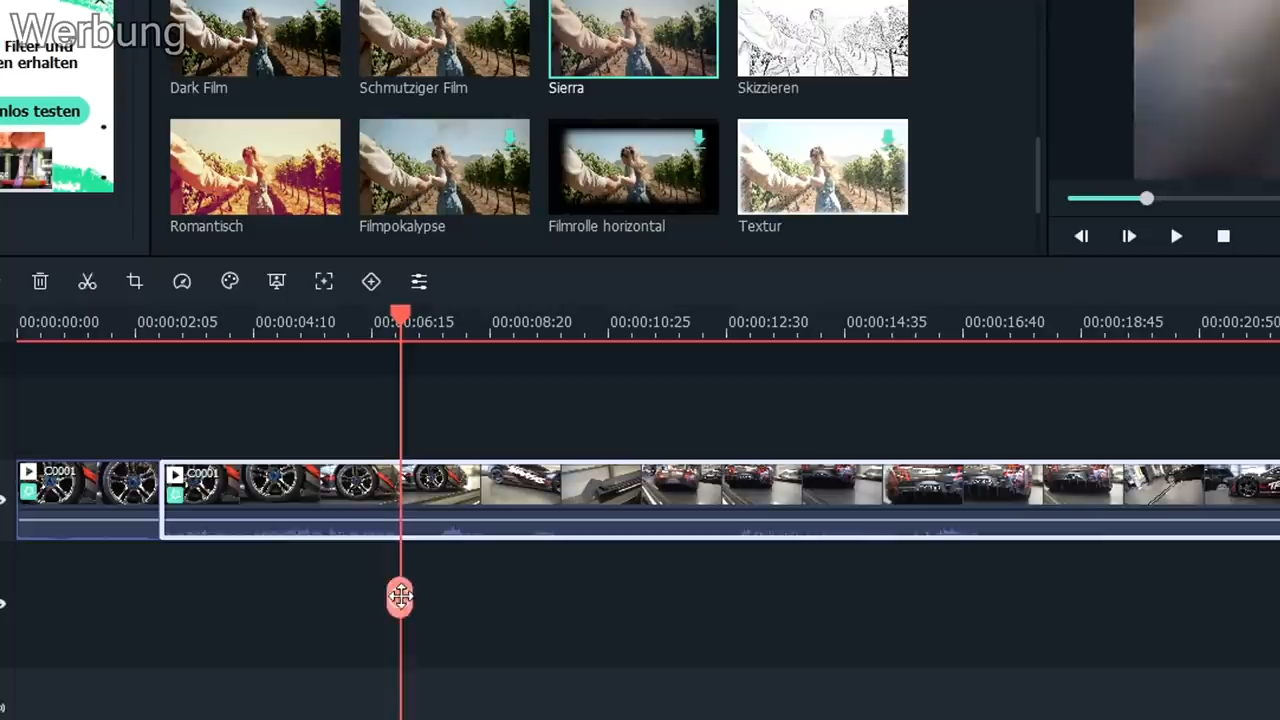 Werbung
Filter und
en erhalten
nlos testen
Dark Film
Schmutziger Film
Sierra
Skizzieren
Romantisch
Filmpokalypse
Filmrolle horizontal
Textur
00:00:00:00
00:00:02:05
00:00:04:10
00:00:06:15
00:00:08:20
00:00:10:25
00:00:12:30
00:00:14:35
00:00:16:40
00:00:18:45
00:00:20:50
C0001
C0001